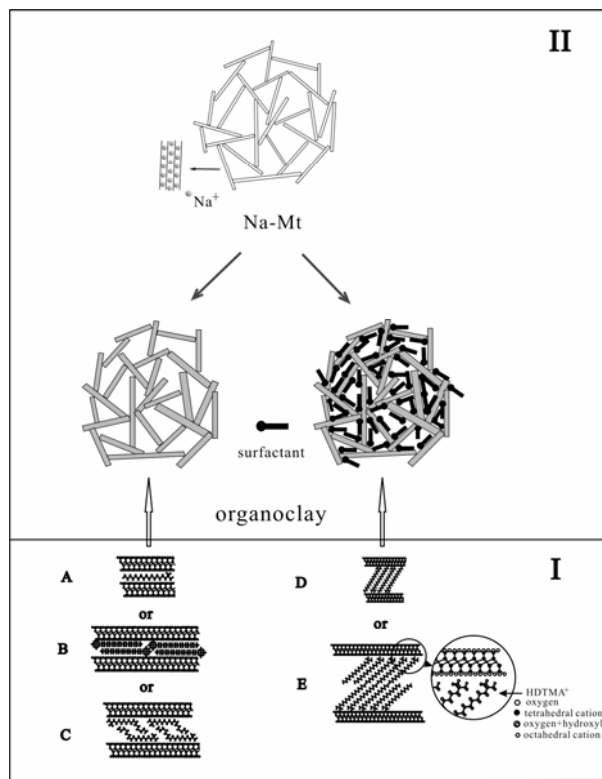 II
Na+
Na-Mt
surfactant
organoclay
I
A
or
B
or
C
D
or
E
HDTMA+
oxygen
tetrahedral cation
oxygen+hydroxyl
octahedral cation